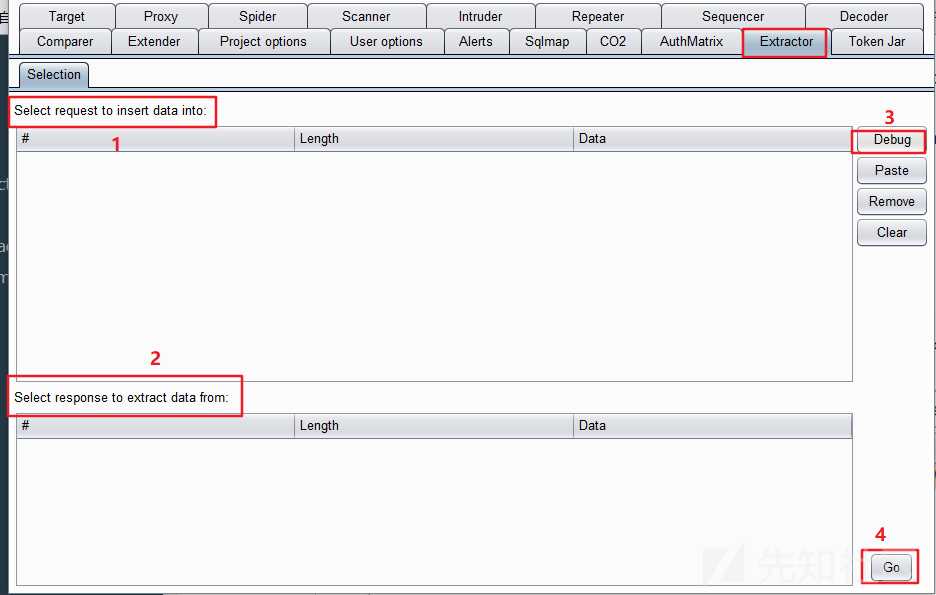 Target Proxy Spider Scanner Intruder Repeater Sequencer Decoder
Comparer Extender Project options User options Alerts Sqlmap CO2 AuthMatrix Extractor Token Jar
Selection
Select request to insert data into:
3
# Length Data Debug
1
Paste
Remove
Clear
2
Select response to extract data from:
# Length Data
4
Go
先知社